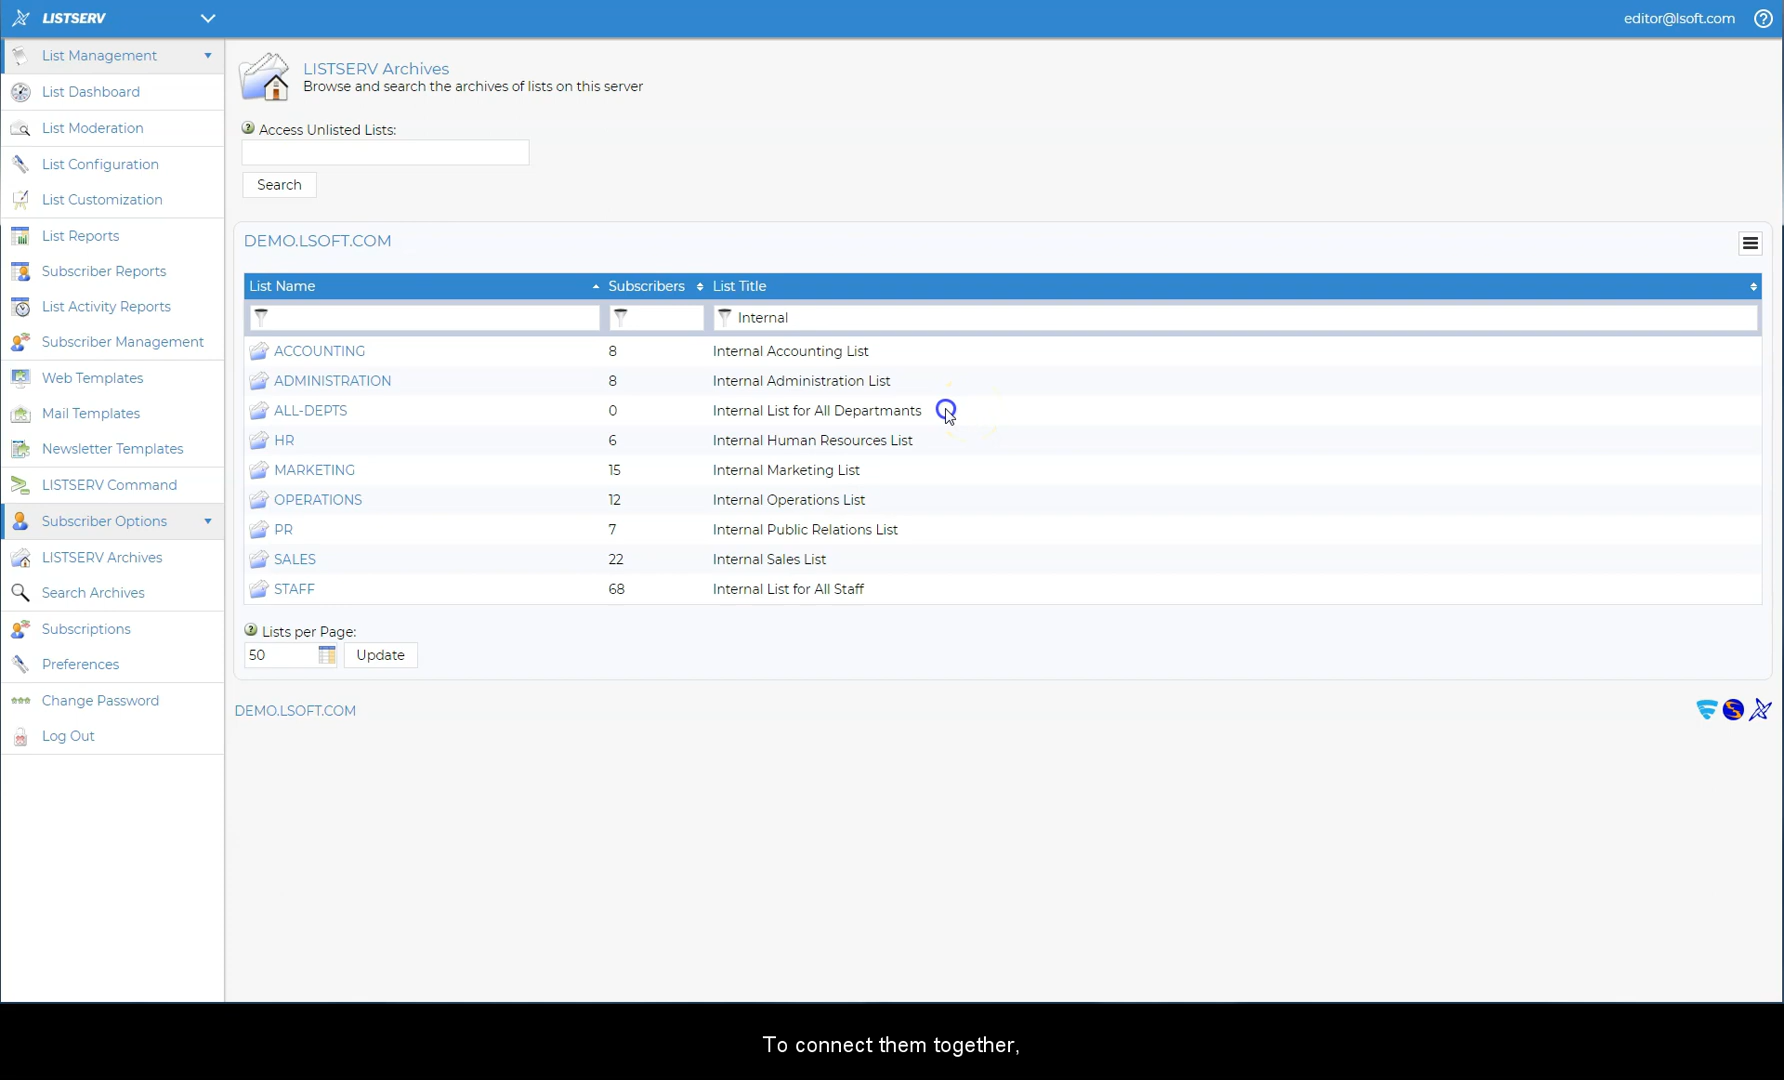 LISTSERV
editor@lsoft.com
List Management
List Dashboard
List Moderation
List Configuration
List Customization
List Reports
Subscriber Reports
List Activity Reports
Subscriber Management
Web Templates
Mail Templates
Newsletter Templates
LISTSERV Command
Subscriber Options
LISTSERV Archives
Search Archives
Subscriptions
Preferences
Change Password
Log Out
LISTSERV Archives
Browse and search the archives of lists on this server
Access Unlisted Lists:
Search
DEMO.LSOFT.COM
List Name Subscribers List Title
Internal
ACCOUNTING 8 Internal Accounting List
ADMINISTRATION 8 Internal Administration List
ALL-DEPTS 0 Internal List for All Departmants
HR 6 Internal Human Resources List
MARKETING 15 Internal Marketing List
OPERATIONS 12 Internal Operations List
PR 7 Internal Public Relations List
SALES 22 Internal Sales List
STAFF 68 Internal List for All Staff
Lists per Page:
50 Update
DEMO.LSOFT.COM
To connect them together,